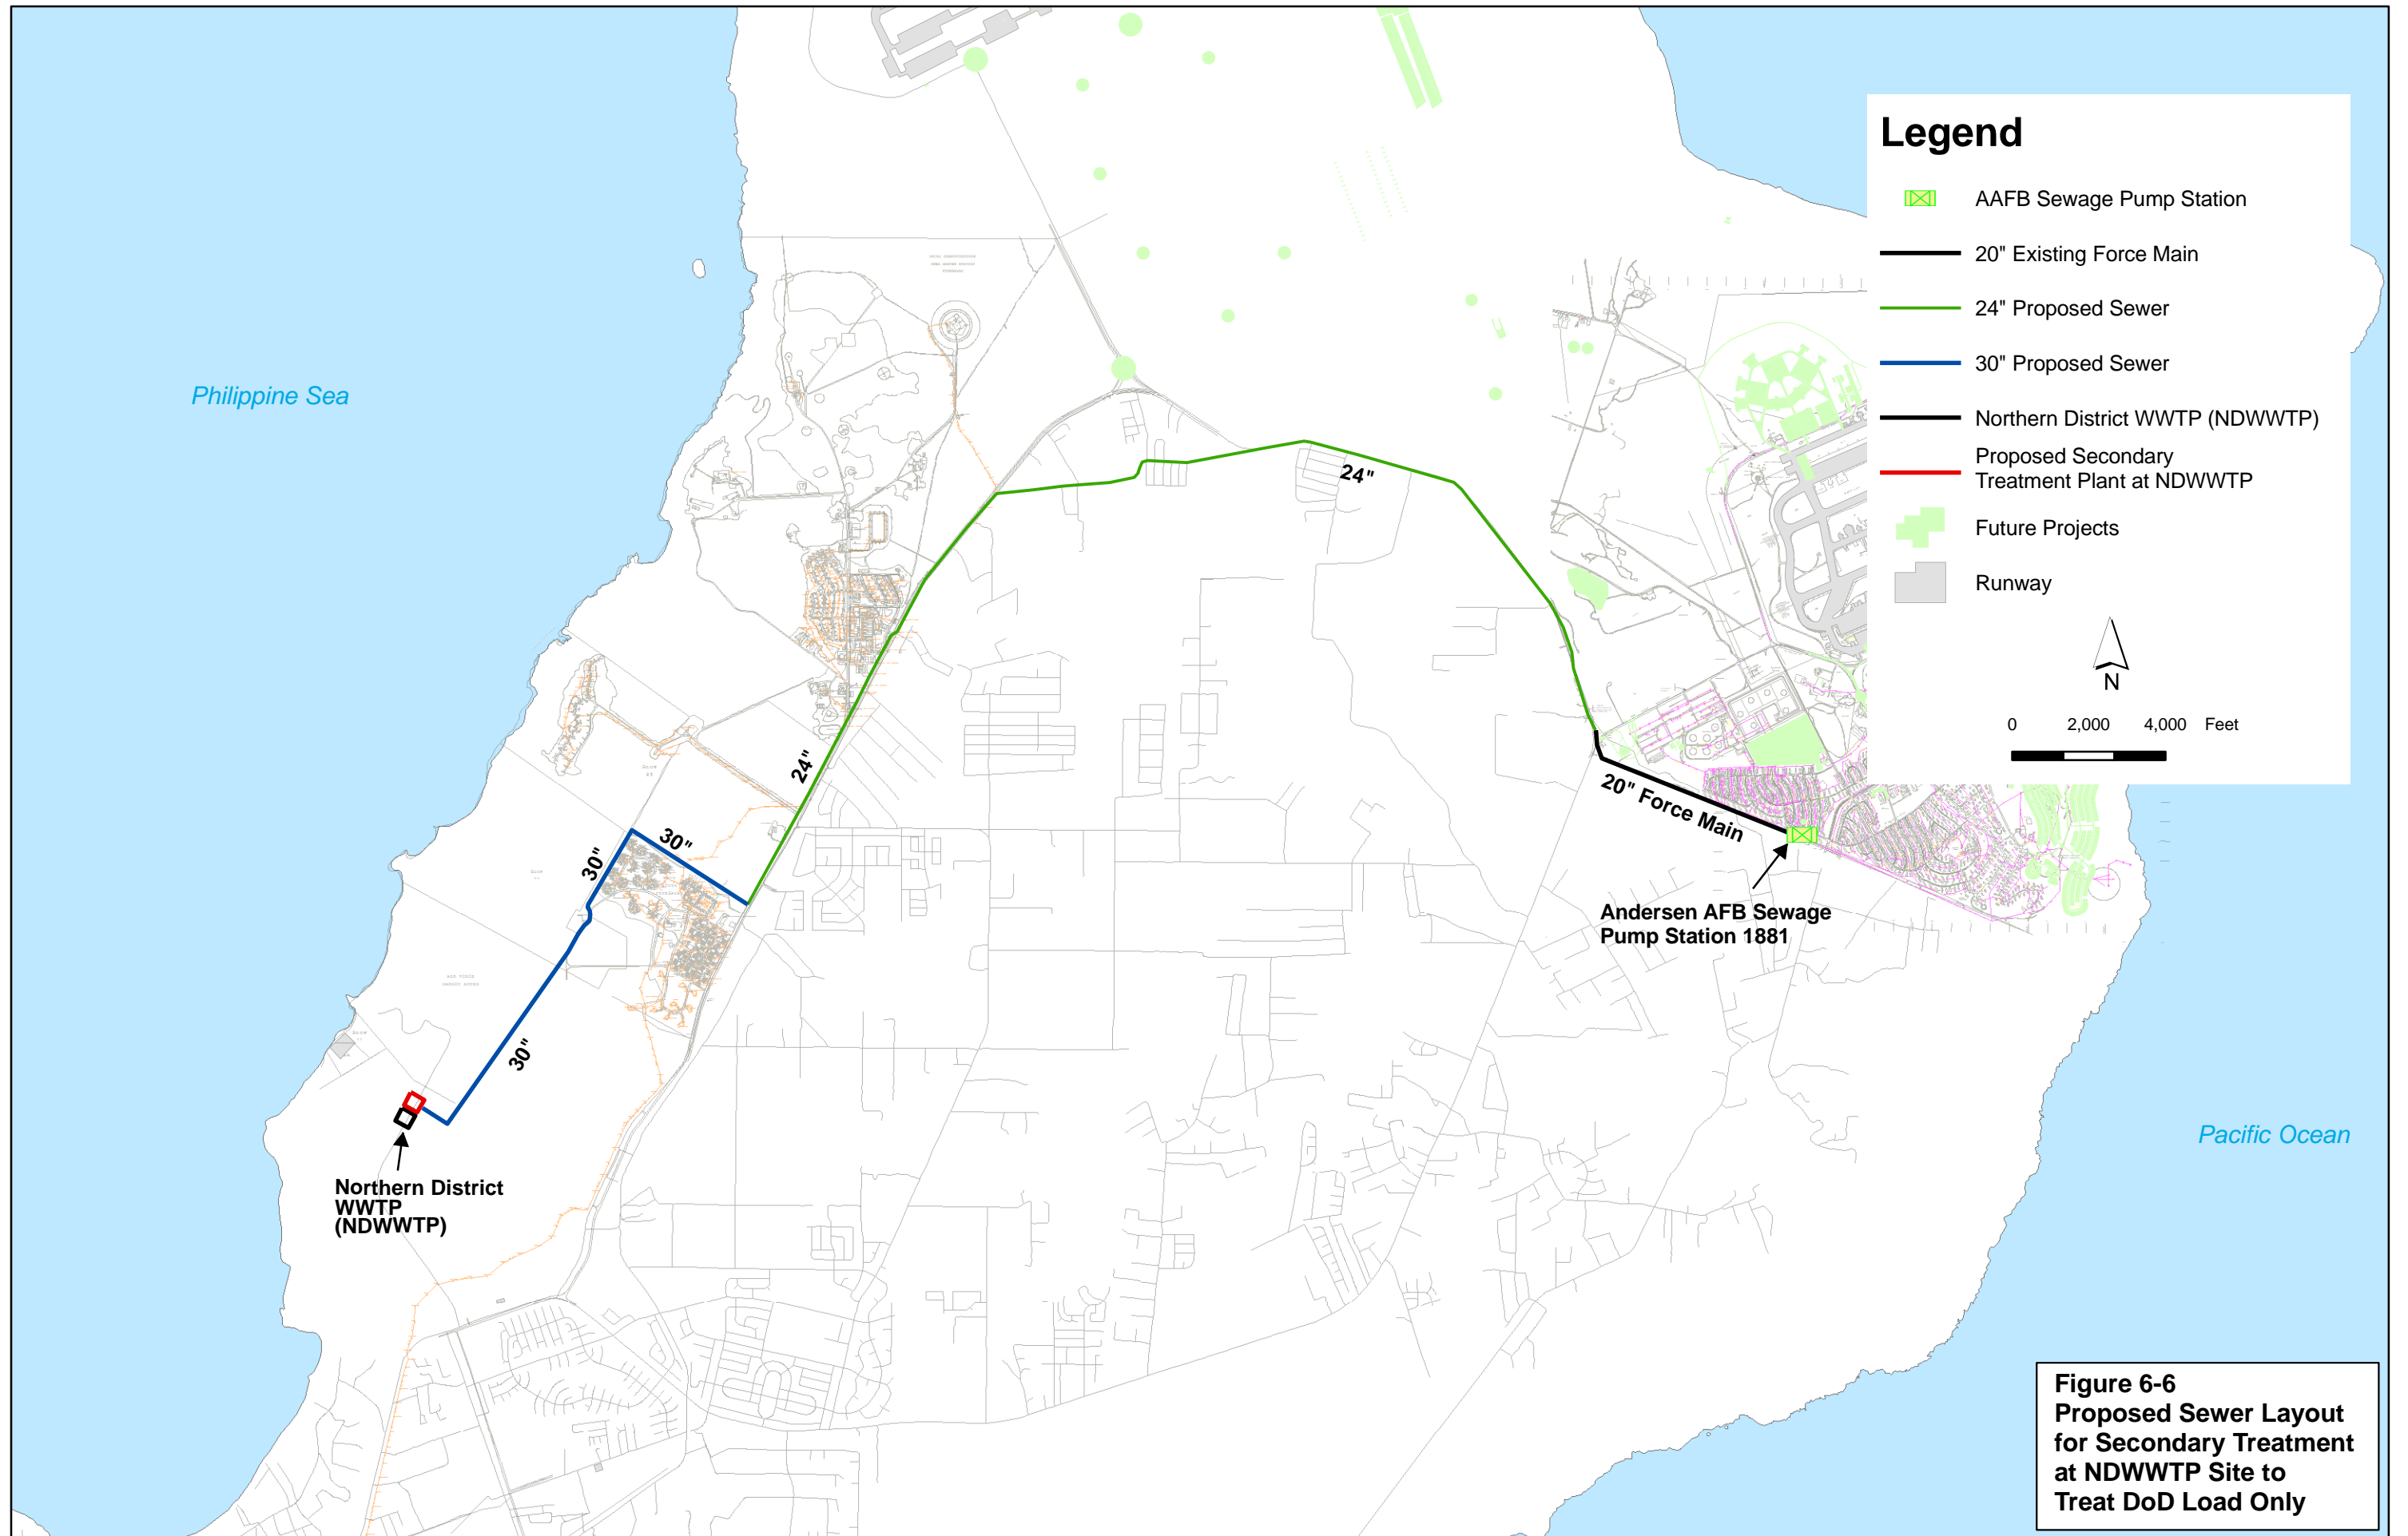 Legend
AAFB Sewage Pump Station
20" Existing Force Main
24" Proposed Sewer
30" Proposed Sewer
Northern District WWTP (NDWWTP)
Proposed Secondary
Treatment Plant at NDWWTP
Future Projects
Runway
N
0 2,000 4,000 Feet
Philippine Sea
24"
24"
20" Force Main
30"
30"
Andersen AFB Sewage
Pump Station 1881
30"
Northern District
WWTP
(NDWWTP)
Pacific Ocean
Figure 6-6
Proposed Sewer Layout
for Secondary Treatment
at NDWWTP Site to
Treat DoD Load Only